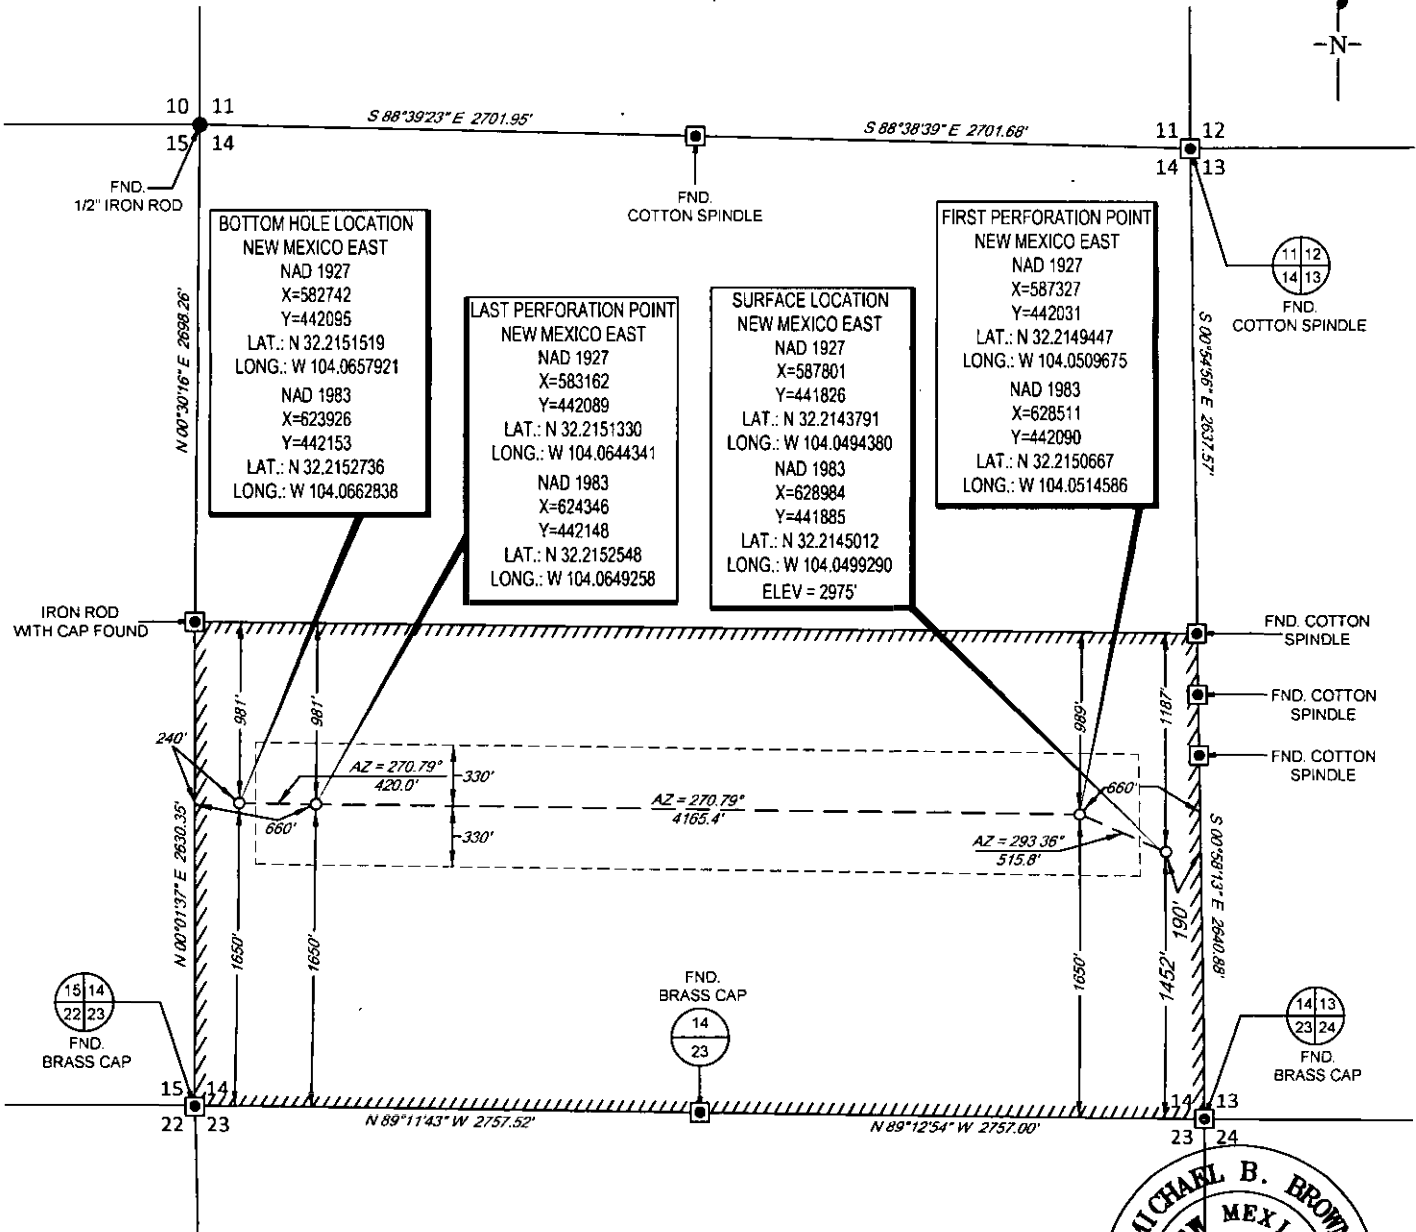 -N-
10 11
15 14
S 88°39'23" E 2701.95'
S 88°38'39" E 2701.68'
11 12
14 13
FND.
1/2" IRON ROD
FND.
COTTON SPINDLE
11 12
14 13
FND.
COTTON SPINDLE
N 00°30'16" E 2698.26'
S 00°54'56" E 2637.57'
BOTTOM HOLE LOCATION
NEW MEXICO EAST
NAD 1927
X=582742
Y=442095
LAT.: N 32.2151519
LONG.: W 104.0657921
NAD 1983
X=623926
Y=442153
LAT.: N 32.2152736
LONG.: W 104.0662838
LAST PERFORATION POINT
NEW MEXICO EAST
NAD 1927
X=583162
Y=442089
LAT.: N 32.2151330
LONG.: W 104.0644341
NAD 1983
X=624346
Y=442148
LAT.: N 32.2152548
LONG.: W 104.0649258
SURFACE LOCATION
NEW MEXICO EAST
NAD 1927
X=587801
Y=441826
LAT.: N 32.2143791
LONG.: W 104.0494380
NAD 1983
X=628984
Y=441885
LAT.: N 32.2145012
LONG.: W 104.0499290
ELEV = 2975'
FIRST PERFORATION POINT
NEW MEXICO EAST
NAD 1927
X=587327
Y=442031
LAT.: N 32.2149447
LONG.: W 104.0509675
NAD 1983
X=628511
Y=442090
LAT.: N 32.2150667
LONG.: W 104.0514586
IRON ROD
WITH CAP FOUND
FND. COTTON
SPINDLE
FND. COTTON
SPINDLE
FND. COTTON
SPINDLE
981'
981'
989'
1187'
240'
AZ = 270.79°
420.0'
330'
AZ = 270.79°
4165.4'
660'
660'
330'
AZ = 293.36°
515.8'
N 00°01'37" E 2630.35'
S 00°58'13" E 2640.88'
190'
1650'
1650'
1650'
1452'
15 14
22 23
FND.
BRASS CAP
FND.
BRASS CAP
14
23
14 13
23 24
FND.
BRASS CAP
15 14
22 23
N 89°11'43" W 2757.52'
N 89°12'54" W 2757.00'
14 13
23 24
MICHAEL B. BROWN
NEW MEXI